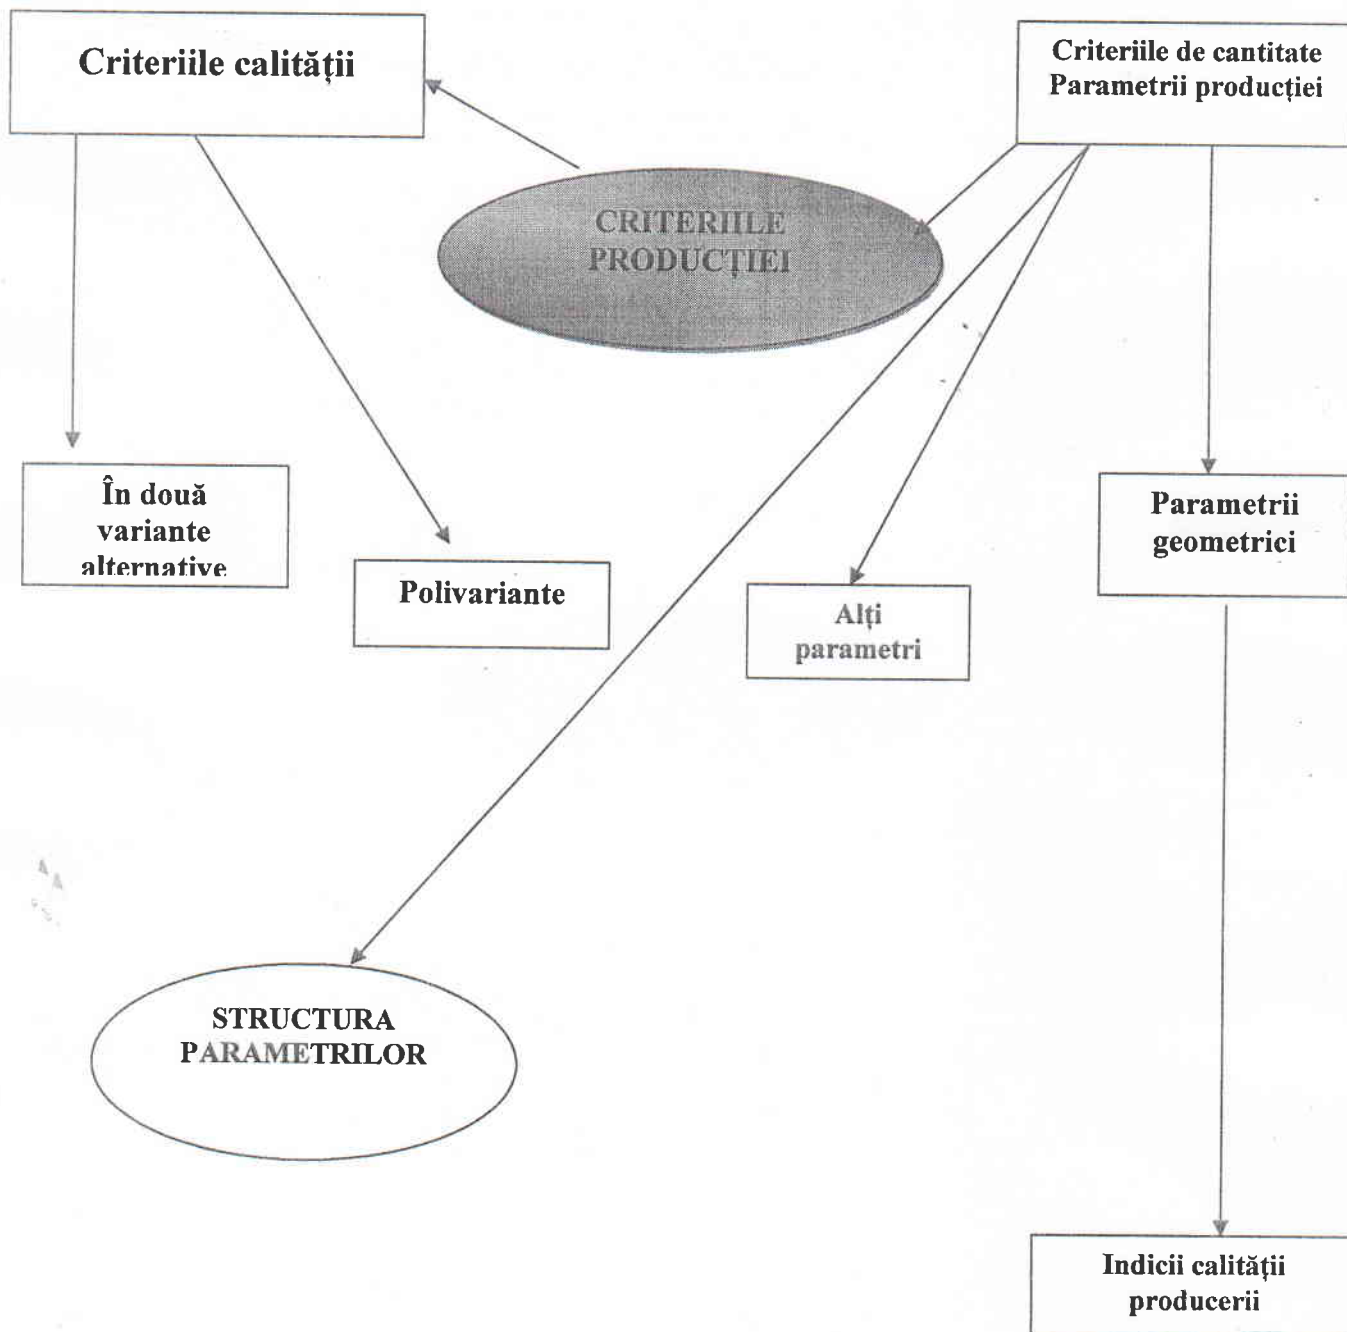 Criteriile calității
Criteriile de cantitate
Parametrii producției
CRITERIILE
PRODUCȚIEI
În două
variante
alternative
Polivariante
Alți
parametri
Parametrii
geometrici
STRUCTURA
PARAMETRILOR
Indicii calității
producerii